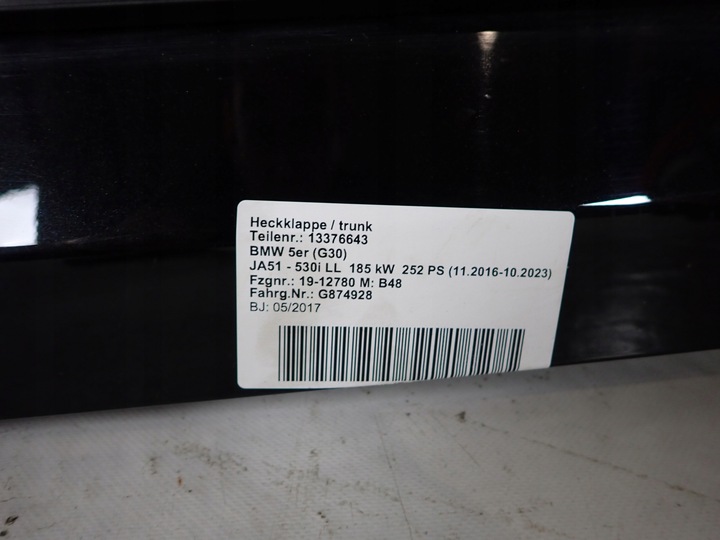 Heckklappe / trunk
Teilenr.: 13376643
BMW 5er (G30)
JA51 - 530i LL 185 kW 252 PS (11.2016-10.2023)
Fzgnr.: 19-12780 M: B48
Fahrg.Nr.: G874928
BJ: 05/2017